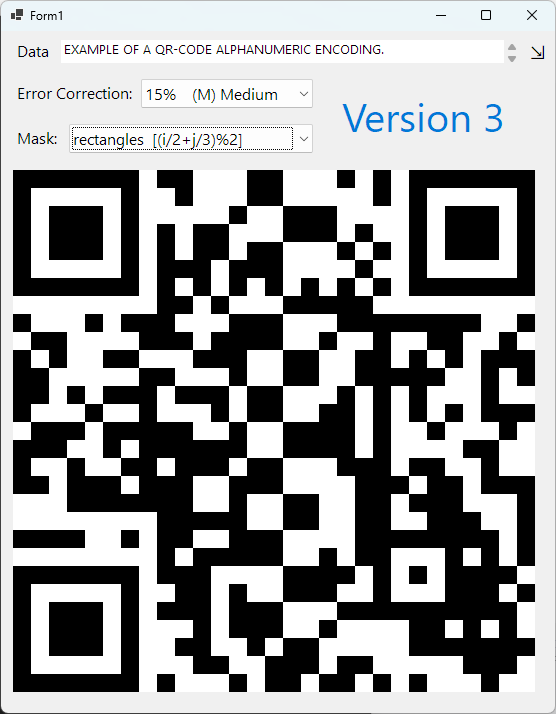 Form1
Data EXAMPLE OF A QR-CODE ALPHANUMERIC ENCODING.
Error Correction: 15% (M) Medium
Version 3
Mask: rectangles [(i/2+j/3)%2]